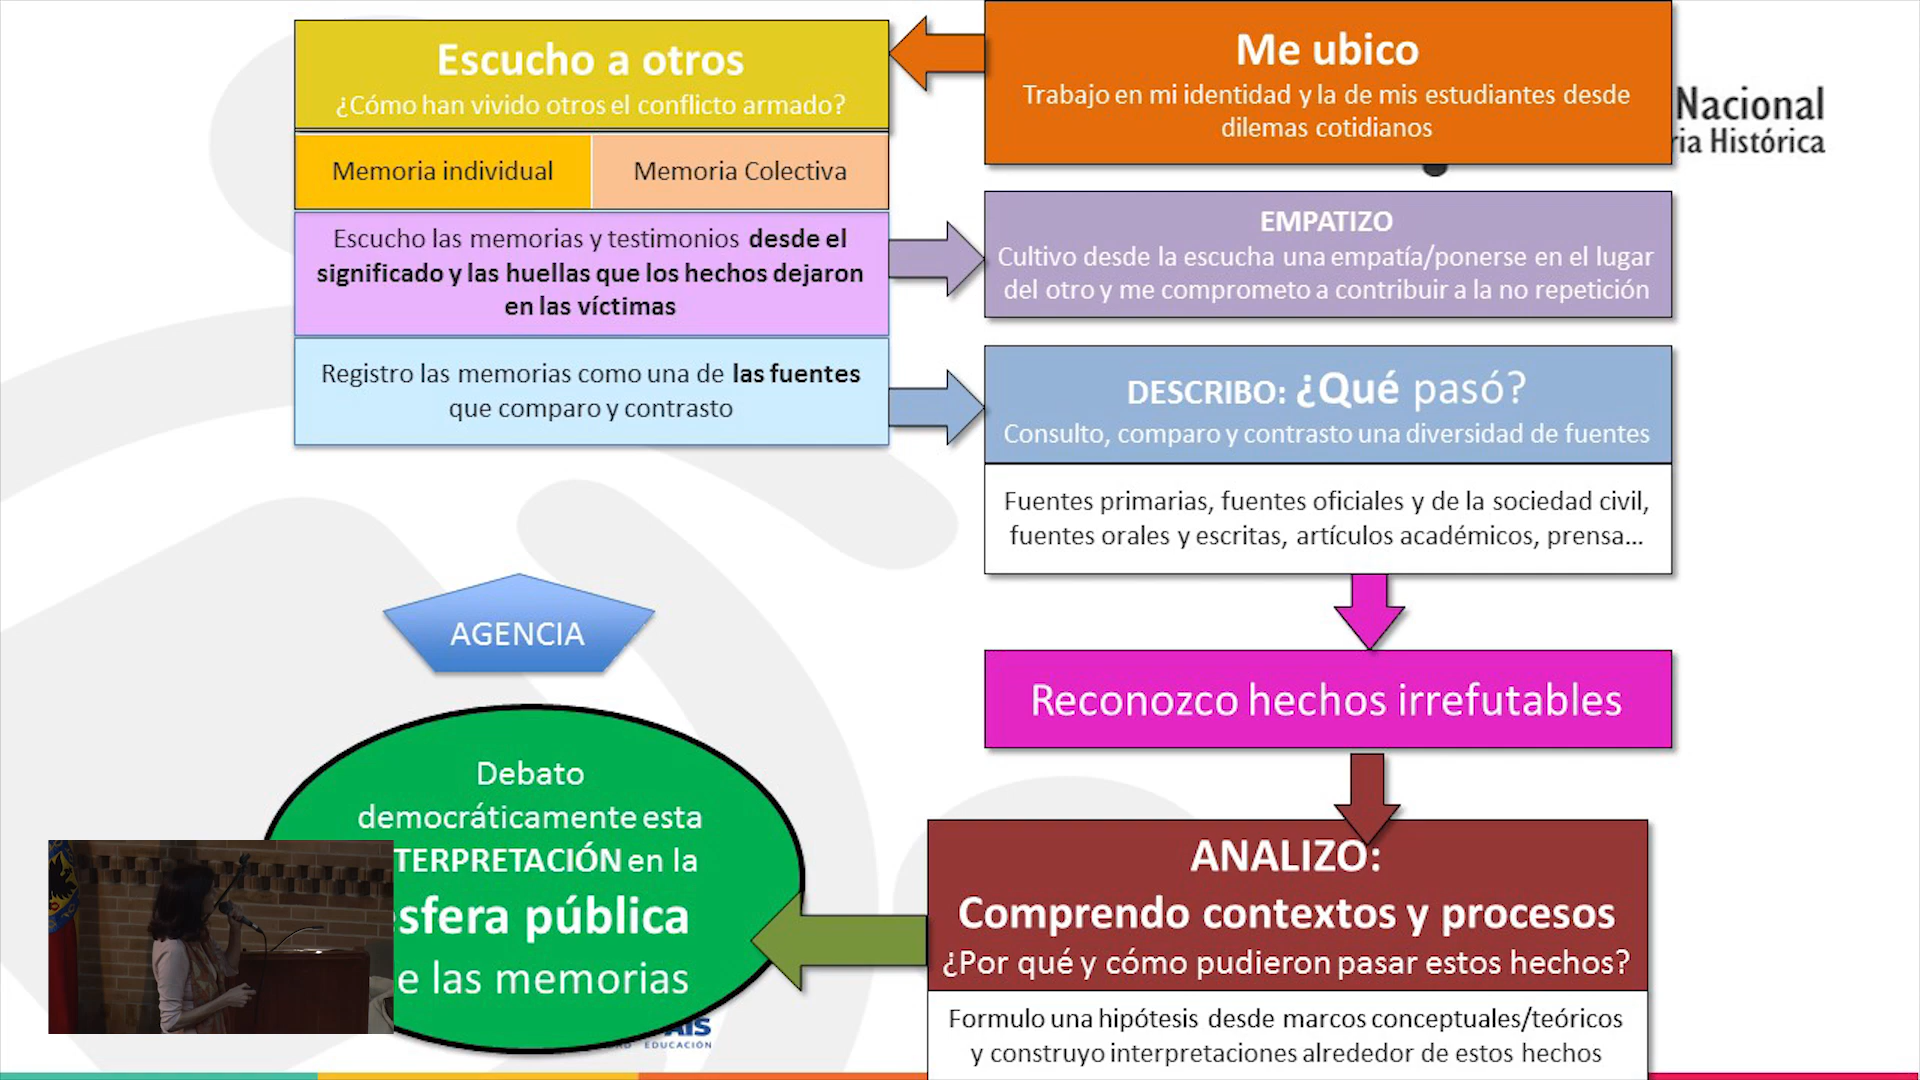 Escucho a otros
¿Cómo han vivido otros el conflicto armado?
Memoria individual
Memoria Colectiva
Escucho las memorias y testimonios desde el
significado y las huellas que los hechos dejaron
en las víctimas
Registro las memorias como una de las fuentes
que comparo y contrasto
Me ubico
Trabajo en mi identidad y la de mis estudiantes desde
dilemas cotidianos
Nacional
ria Histórica
EMPATIZO
Cultivo desde la escucha una empatía/ponerse en el lugar
del otro y me comprometo a contribuir a la no repetición
DESCRIBO: ¿Qué pasó?
Consulto, comparo y contrasto una diversidad de fuentes
Fuentes primarias, fuentes oficiales y de la sociedad civil,
fuentes orales y escritas, artículos académicos, prensa...
Reconozco hechos irrefutables
ANALIZO:
Comprendo contextos y procesos
¿Por qué y cómo pudieron pasar estos hechos?
Formulo una hipótesis desde marcos conceptuales/teóricos
y construyo interpretaciones alrededor de estos hechos
AGENCIA
Debato
democráticamente esta
TERPRETACIÓN en la
sfera pública
e las memorias
EDUCACIÓN